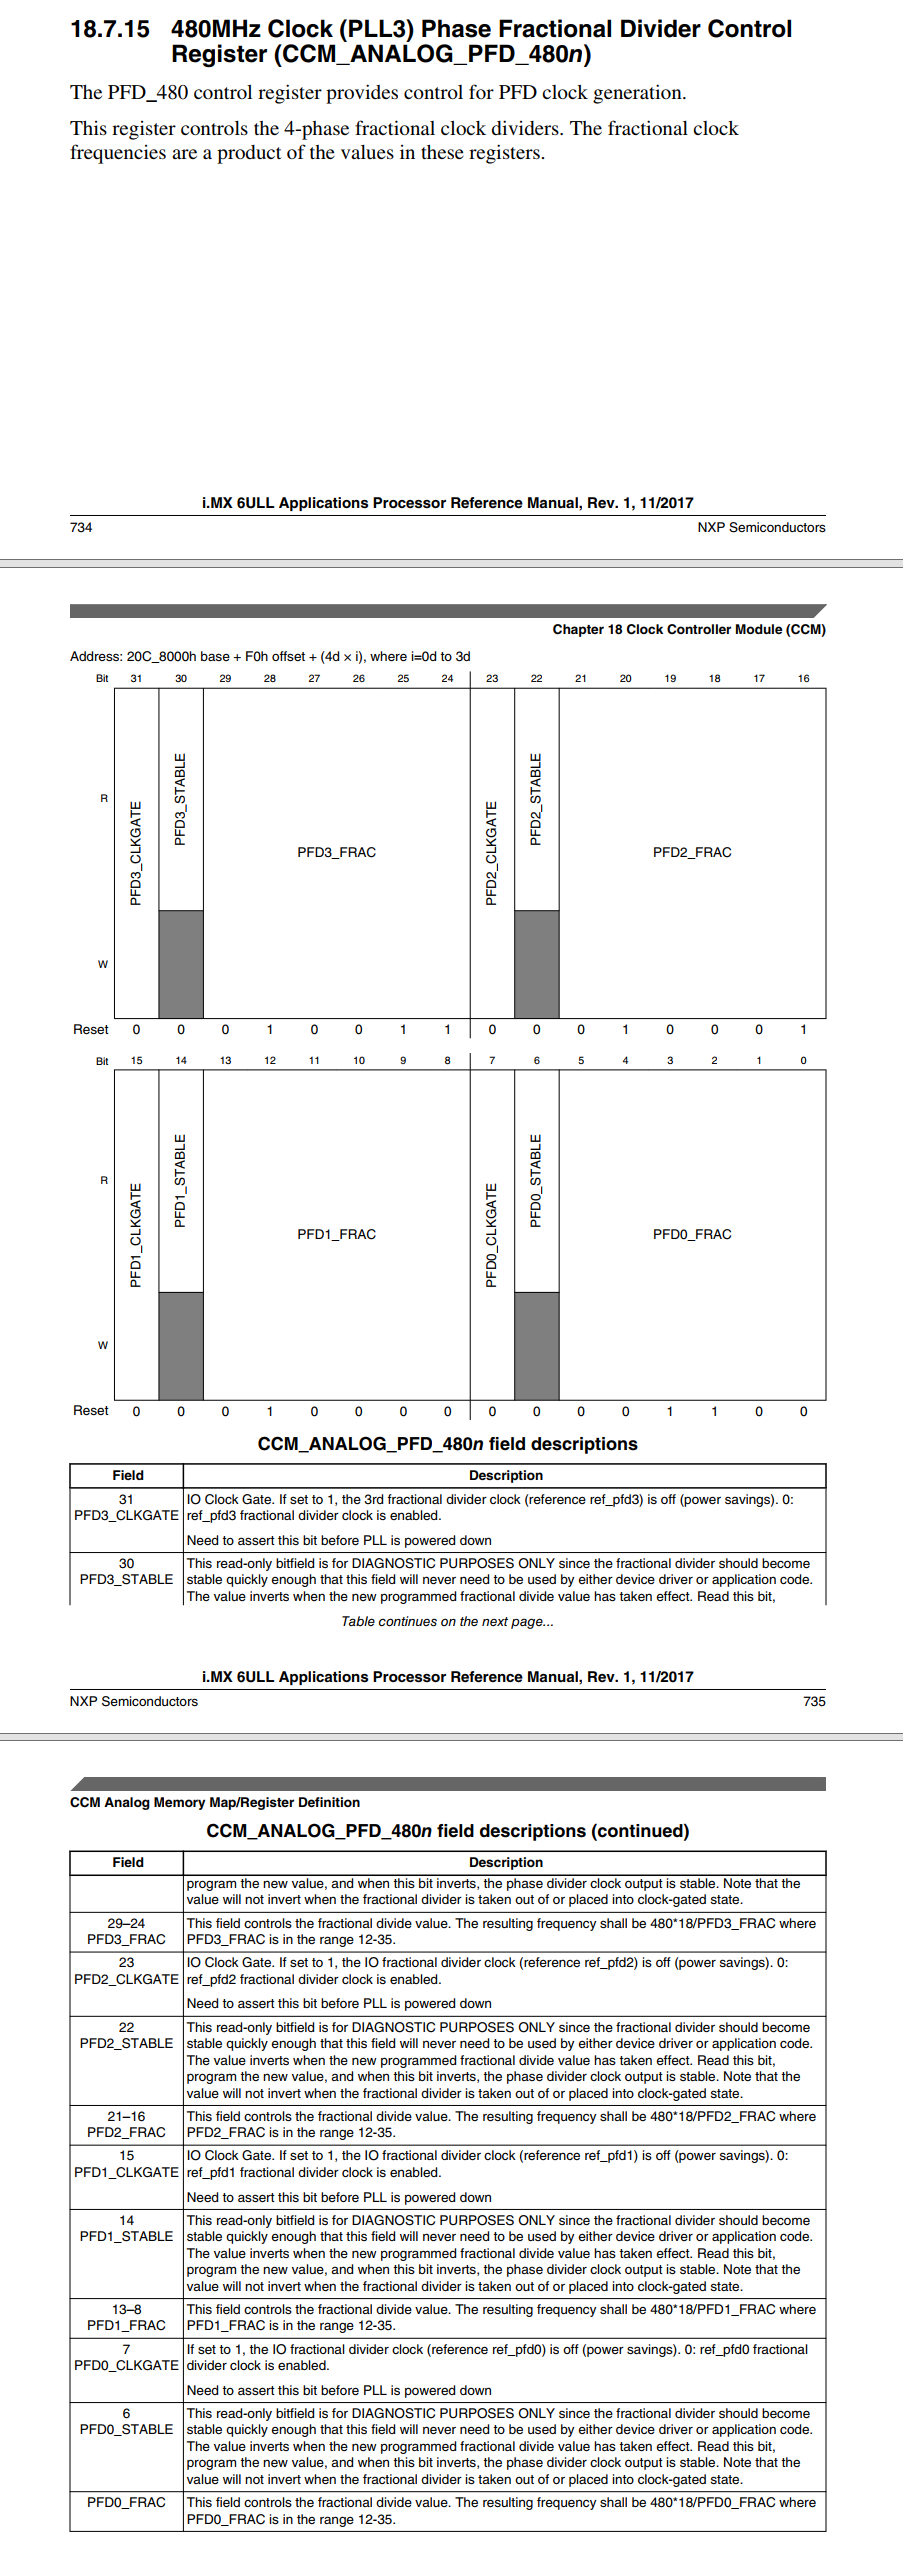 18.7.15 480MHz Clock (PLL3) Phase Fractional Divider Control
Register (CCM_ANALOG_PFD_480n)
The PFD_480 control register provides control for PFD clock generation.
This register controls the 4-phase fractional clock dividers. The fractional clock
frequencies are a product of the values in these registers.
i.MX 6ULL Applications Processor Reference Manual, Rev. 1, 11/2017
734 NXP Semiconductors
Chapter 18 Clock Controller Module (CCM)
Address: 20C_8000h base + F0h offset + (4d × i), where i=0d to 3d
Bit 31 30 29 28 27 26 25 24 23 22 21 20 19 18 17 16
R
PFD3_CLKGATE
PFD3_STABLE
PFD3_FRAC
PFD2_CLKGATE
PFD2_STABLE
PFD2_FRAC
W
Reset 0 0 0 1 0 0 1 1 0 0 0 1 0 0 0 1
Bit 15 14 13 12 11 10 9 8 7 6 5 4 3 2 1 0
R
PFD1_CLKGATE
PFD1_STABLE
PFD1_FRAC
PFD0_CLKGATE
PFD0_STABLE
PFD0_FRAC
W
Reset 0 0 0 1 0 0 0 0 0 0 0 0 1 1 0 0
CCM_ANALOG_PFD_480n field descriptions
Field Description
31 IO Clock Gate. If set to 1, the 3rd fractional divider clock (reference ref_pfd3) is off (power savings). 0:
PFD3_CLKGATE ref_pfd3 fractional divider clock is enabled.
Need to assert this bit before PLL is powered down
30 This read-only bitfield is for DIAGNOSTIC PURPOSES ONLY since the fractional divider should become
PFD3_STABLE stable quickly enough that this field will never need to be used by either device driver or application code.
The value inverts when the new programmed fractional divide value has taken effect. Read this bit,
Table continues on the next page...
i.MX 6ULL Applications Processor Reference Manual, Rev. 1, 11/2017
NXP Semiconductors 735
CCM Analog Memory Map/Register Definition
CCM_ANALOG_PFD_480n field descriptions (continued)
Field Description
program the new value, and when this bit inverts, the phase divider clock output is stable. Note that the
value will not invert when the fractional divider is taken out of or placed into clock-gated state.
29–24 This field controls the fractional divide value. The resulting frequency shall be 480*18/PFD3_FRAC where
PFD3_FRAC PFD3_FRAC is in the range 12-35.
23 IO Clock Gate. If set to 1, the IO fractional divider clock (reference ref_pfd2) is off (power savings). 0:
PFD2_CLKGATE ref_pfd2 fractional divider clock is enabled.
Need to assert this bit before PLL is powered down
22 This read-only bitfield is for DIAGNOSTIC PURPOSES ONLY since the fractional divider should become
PFD2_STABLE stable quickly enough that this field will never need to be used by either device driver or application code.
The value inverts when the new programmed fractional divide value has taken effect. Read this bit,
program the new value, and when this bit inverts, the phase divider clock output is stable. Note that the
value will not invert when the fractional divider is taken out of or placed into clock-gated state.
21–16 This field controls the fractional divide value. The resulting frequency shall be 480*18/PFD2_FRAC where
PFD2_FRAC PFD2_FRAC is in the range 12-35.
15 IO Clock Gate. If set to 1, the IO fractional divider clock (reference ref_pfd1) is off (power savings). 0:
PFD1_CLKGATE ref_pfd1 fractional divider clock is enabled.
Need to assert this bit before PLL is powered down
14 This read-only bitfield is for DIAGNOSTIC PURPOSES ONLY since the fractional divider should become
PFD1_STABLE stable quickly enough that this field will never need to be used by either device driver or application code.
The value inverts when the new programmed fractional divide value has taken effect. Read this bit,
program the new value, and when this bit inverts, the phase divider clock output is stable. Note that the
value will not invert when the fractional divider is taken out of or placed into clock-gated state.
13–8 This field controls the fractional divide value. The resulting frequency shall be 480*18/PFD1_FRAC where
PFD1_FRAC PFD1_FRAC is in the range 12-35.
7 If set to 1, the IO fractional divider clock (reference ref_pfd0) is off (power savings). 0: ref_pfd0 fractional
PFD0_CLKGATE divider clock is enabled.
Need to assert this bit before PLL is powered down
6 This read-only bitfield is for DIAGNOSTIC PURPOSES ONLY since the fractional divider should become
PFD0_STABLE stable quickly enough that this field will never need to be used by either device driver or application code.
The value inverts when the new programmed fractional divide value has taken effect. Read this bit,
program the new value, and when this bit inverts, the phase divider clock output is stable. Note that the
value will not invert when the fractional divider is taken out of or placed into clock-gated state.
PFD0_FRAC This field controls the fractional divide value. The resulting frequency shall be 480*18/PFD0_FRAC where
PFD0_FRAC is in the range 12-35.